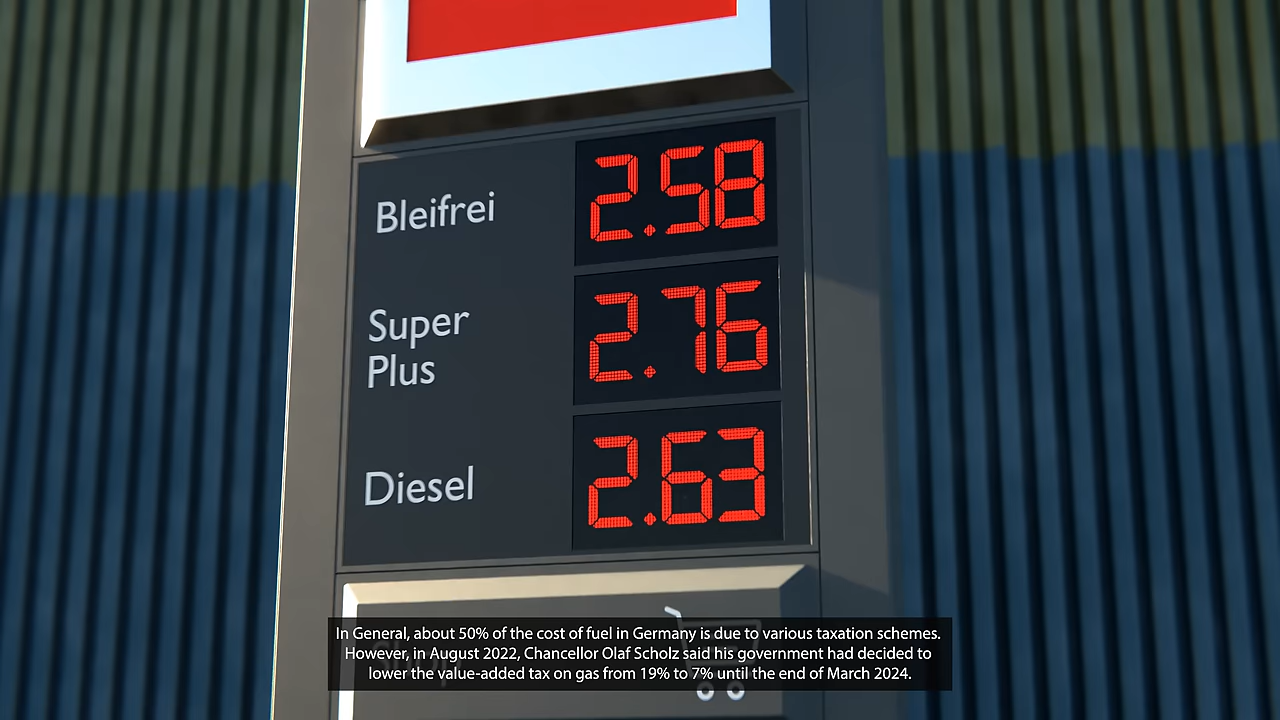 Bleifrei
2.58
Super
Plus
2.76
Diesel
2.63
In General, about 50% of the cost of fuel in Germany is due to various taxation schemes.
However, in August 2022, Chancellor Olaf Scholz said his government had decided to
lower the value-added tax on gas from 19% to 7% until the end of March 2024.